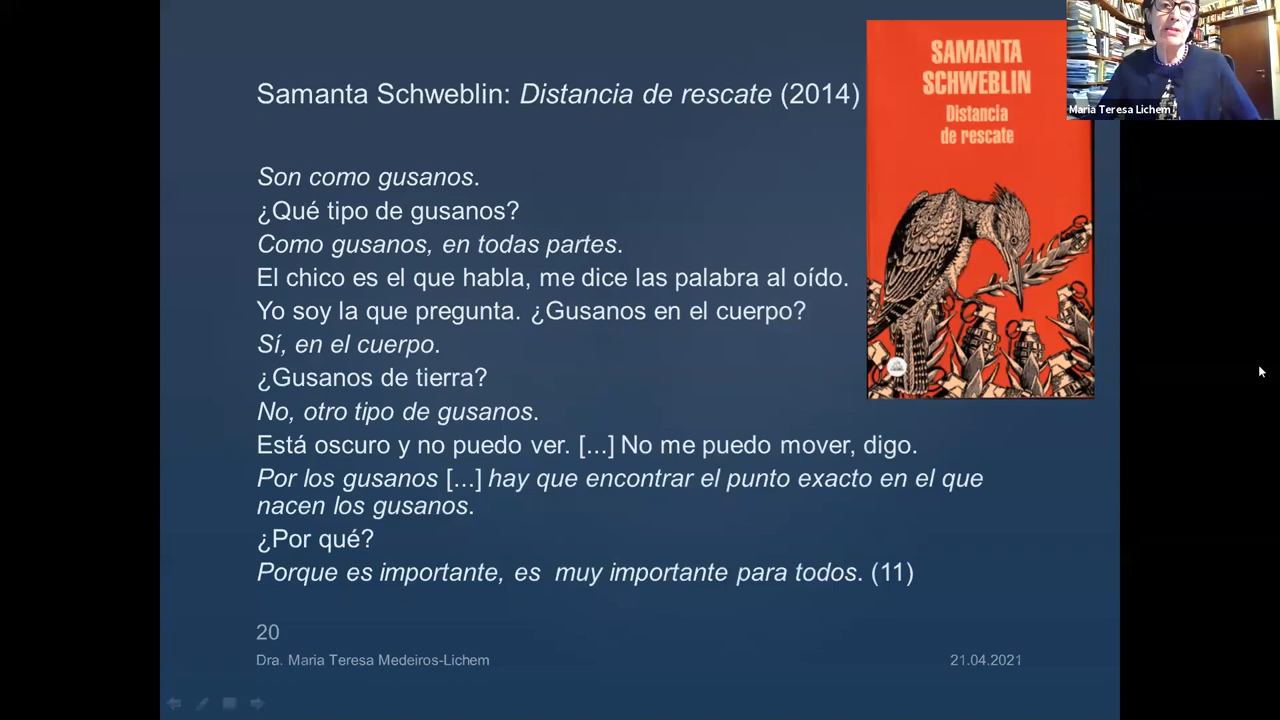 Samanta Schweblin: Distancia de rescate (2014)
Son como gusanos.
¿Qué tipo de gusanos?
Como gusanos, en todas partes.
El chico es el que habla, me dice las palabra al oído.
Yo soy la que pregunta. ¿Gusanos en el cuerpo?
Sí, en el cuerpo.
¿Gusanos de tierra?
No, otro tipo de gusanos.
Está oscuro y no puedo ver. [...] No me puedo mover, digo.
Por los gusanos [...] hay que encontrar el punto exacto en el que
nacen los gusanos.
¿Por qué?
Porque es importante, es  muy importante para todos. (11)
20
Dra. Maria Teresa Medeiros-Lichem
21.04.2021
SAMANTA
SCHWEBLIN
Distancia
de rescate
Maria Teresa Lichem